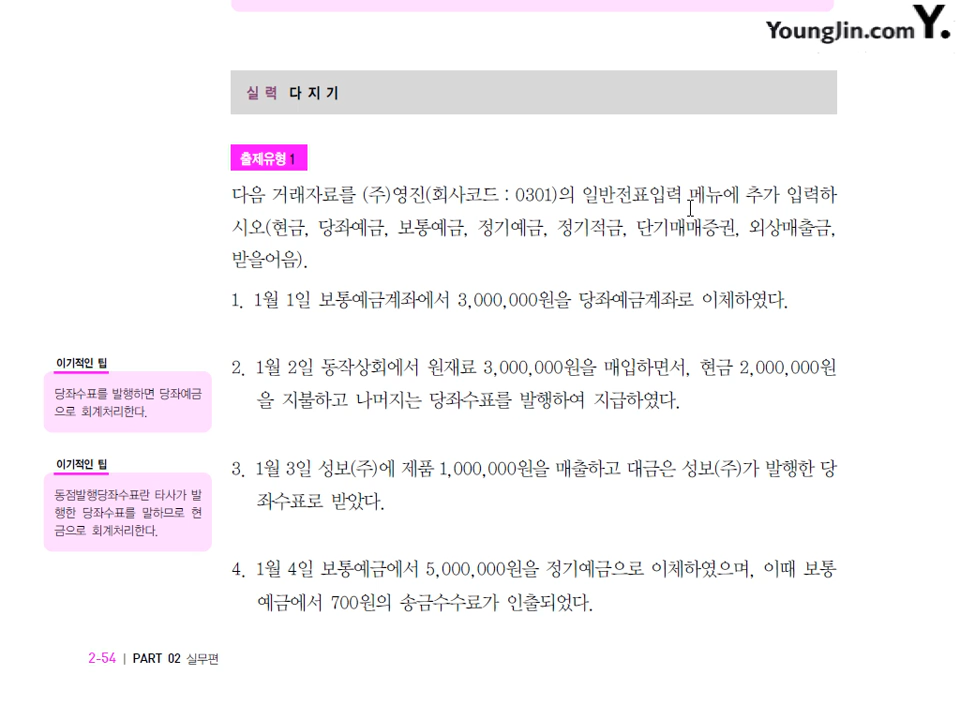 YoungJin.com Y.
실력 다지기
출제유형 1
다음 거래자료를 (주)영진(회사코드 : 0301)의 일반전표입력 메뉴에 추가 입력하
시오(현금, 당좌예금, 보통예금, 정기예금, 정기적금, 단기매매증권, 외상매출금,
받을어음).
1. 1월 1일 보통예금계좌에서 3,000,000원을 당좌예금계좌로 이체하였다.
이기적인 팁
당좌수표를 발행하면 당좌예금
으로 회계처리한다.
2. 1월 2일 동작상회에서 원재료 3,000,000원을 매입하면서, 현금 2,000,000원
을 지불하고 나머지는 당좌수표를 발행하여 지급하였다.
이기적인 팁
동점발행당좌수표란 타사가 발
행한 당좌수표를 말하므로 현
금으로 회계처리한다.
3. 1월 3일 성보(주)에 제품 1,000,000원을 매출하고 대금은 성보(주)가 발행한 당
좌수표로 받았다.
4. 1월 4일 보통예금에서 5,000,000원을 정기예금으로 이체하였으며, 이때 보통
예금에서 700원의 송금수수료가 인출되었다.
2-54 | PART 02 실무편